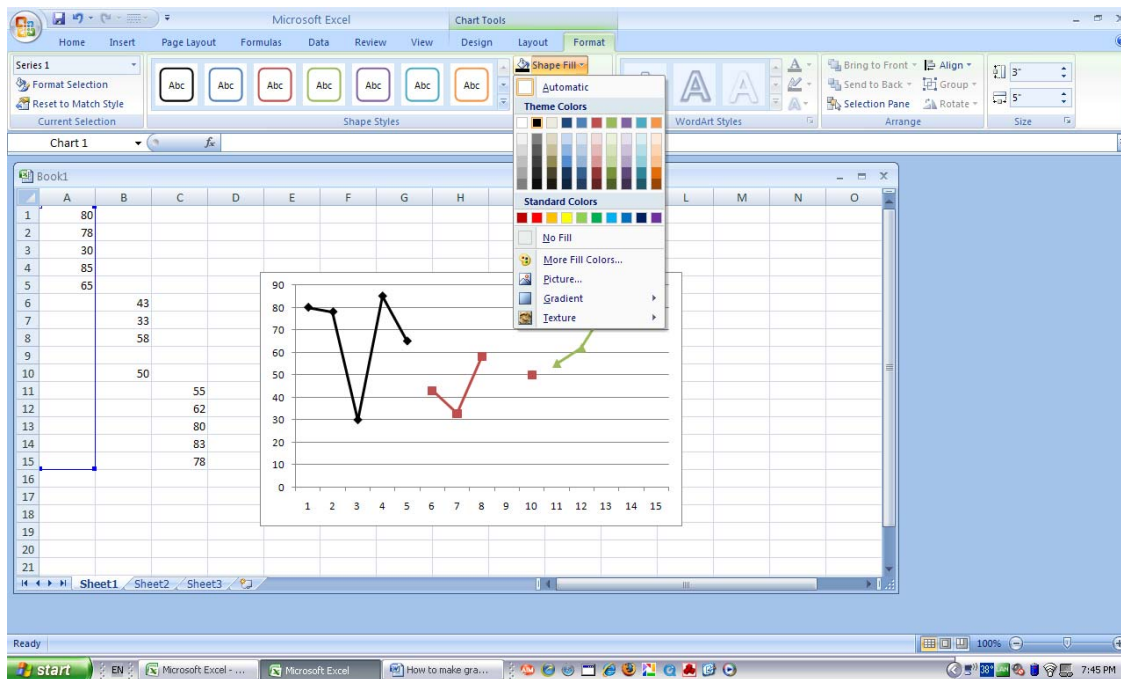 Microsoft Excel
Chart Tools
Home Insert Page Layout Formulas Data Review View Design Layout Format
Series 1
Format Selection
Reset to Match Style
Current Selection
Abc Abc Abc Abc Abc Abc Abc
Shape Styles
Shape Fill
Automatic
Theme Colors
Standard Colors
No Fill
More Fill Colors...
Picture...
Gradient
Texture
A A A A
WordArt Styles
Bring to Front
Send to Back
Selection Pane
Align
Group
Rotate
Arrange
3"
5"
Size
Chart 1
fx
Book1
A B C D E F G H L M N O
1 80
2 78
3 30
4 85
5 65
6 43
7 33
8 58
9
10 50
11 55
12 62
13 80
14 83
15 78
16
17
18
19
20
21
90
80
70
60
50
40
30
20
10
0
1 2 3 4 5 6 7 8 9 10 11 12 13 14 15
Sheet1 Sheet2 Sheet3
Ready
100%
start EN Microsoft Excel - ... Microsoft Excel How to make gra...
38° 7:45 PM